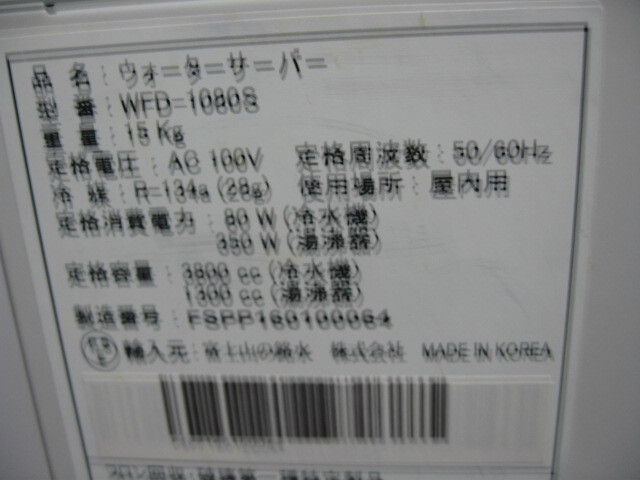 品名：ウォーターサーバー
型番：WFD-1080S
重量：15 Kg
定格電圧：AC 100V 定格周波数：50/60Hz
冷媒：R-134a (28g) 使用場所：屋内用
定格消費電力：80 W (冷水機)
350 W (湯沸器)
定格容量：3800 cc (冷水機)
1300 cc (湯沸器)
製造番号：FSPP160100064
輸入元：富士山の銘水 株式会社 MADE IN KOREA